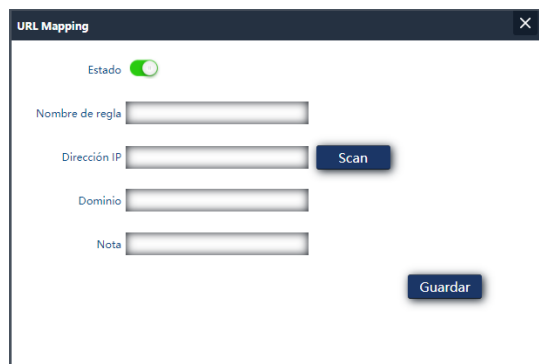 URL Mapping
Estado
Nombre de regla
Dirección IP
Scan
Dominio
Nota
Guardar